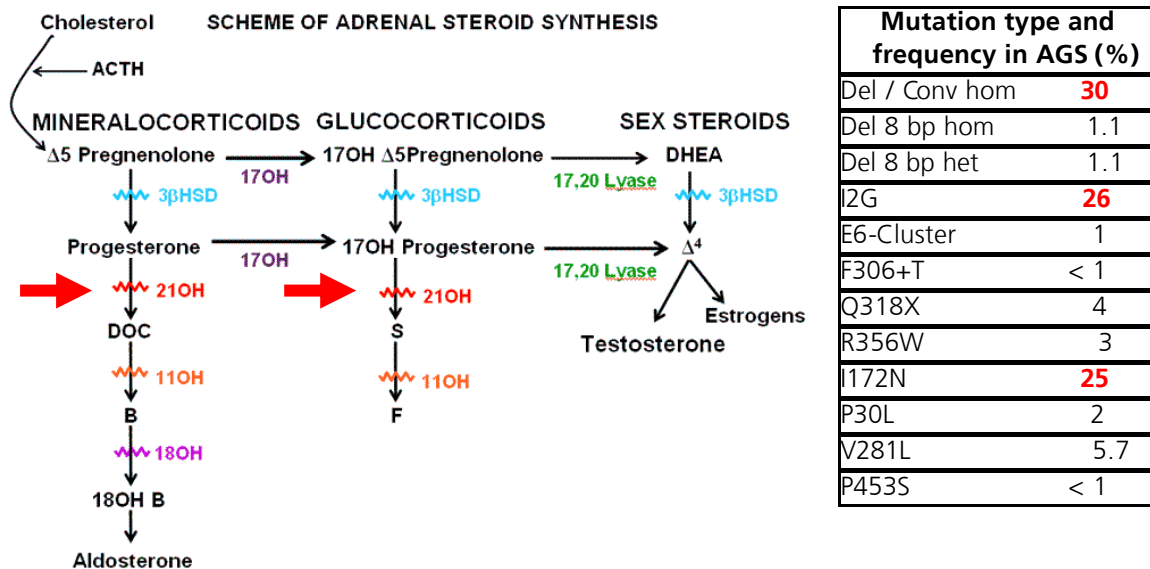 Cholesterol
SCHEME OF ADRENAL STEROID SYNTHESIS
ACTH
MINERALOCORTICOIDS GLUCOCORTICOIDS SEX STEROIDS
Δ5 Pregnenolone 17OH Δ5Pregnenolone DHEA
17OH 17,20 Lyase
3βHSD 3βHSD 3βHSD
Progesterone 17OH Progesterone Δ⁴
17OH 17,20 Lyase
21OH 21OH
Estrogens
DOC S
Testosterone
11OH 11OH
B F
18OH
18OH B
Aldosterone
Mutation type and
frequency in AGS (%)
Del / Conv hom 30
Del 8 bp hom 1.1
Del 8 bp het 1.1
I2G 26
E6-Cluster 1
F306+T < 1
Q318X 4
R356W 3
I172N 25
P30L 2
V281L 5.7
P453S < 1